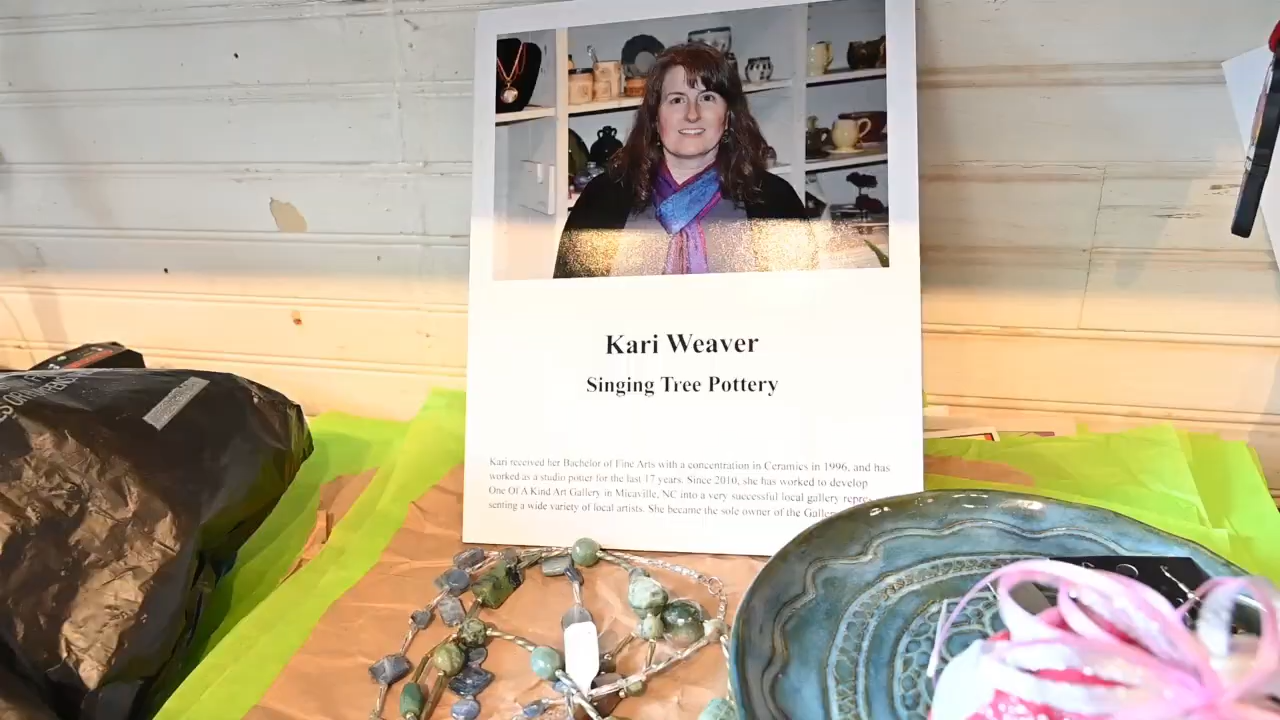 Kari Weaver
Singing Tree Pottery
Kari received her Bachelor of Fine Arts with a concentration in Ceramics in 1996, and has
worked as a studio potter for the last 17 years. Since 2010, she has worked to develop
One Of A Kind Art Gallery in Micaville, NC into a very successful local gallery repre-
senting a wide variety of local artists. She became the sole owner of the